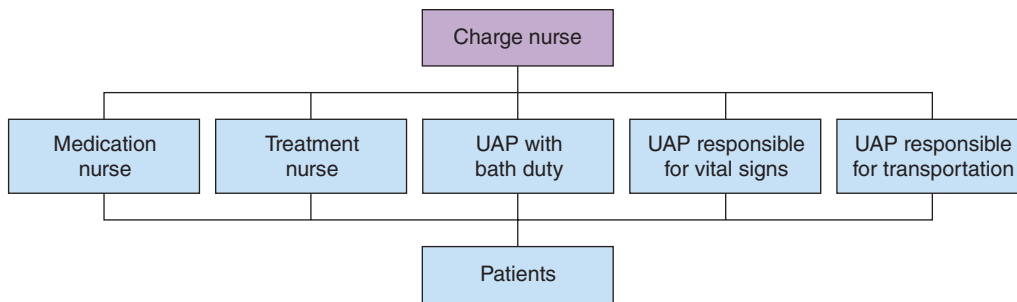 Charge nurse
Medication
nurse
Treatment
nurse
UAP with
bath duty
UAP responsible
for vital signs
UAP responsible
for transportation
Patients